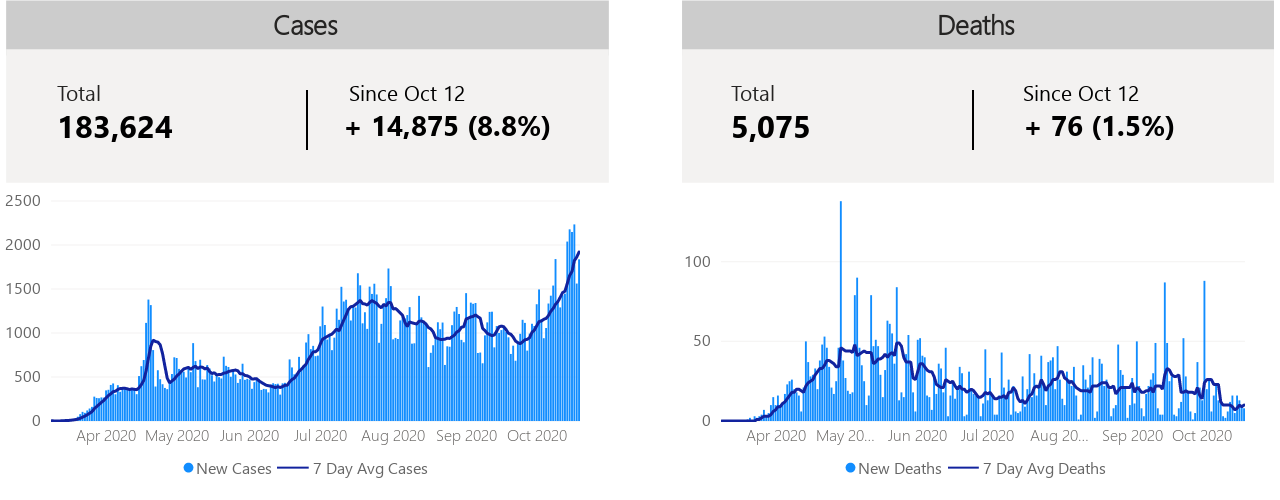 Cases
Total
Since Oct 12
183,624
+ 14,875 (8.8%)
2500
2000
1500
1000
500
0
Apr 2020 May 2020 Jun 2020 Jul 2020 Aug 2020 Sep 2020 Oct 2020
New Cases 7 Day Avg Cases
Deaths
Total
Since Oct 12
5,075
+ 76 (1.5%)
100
50
0
Apr 2020 May 20... Jun 2020 Jul 2020 Aug 20... Sep 2020 Oct 2020
New Deaths 7 Day Avg Deaths